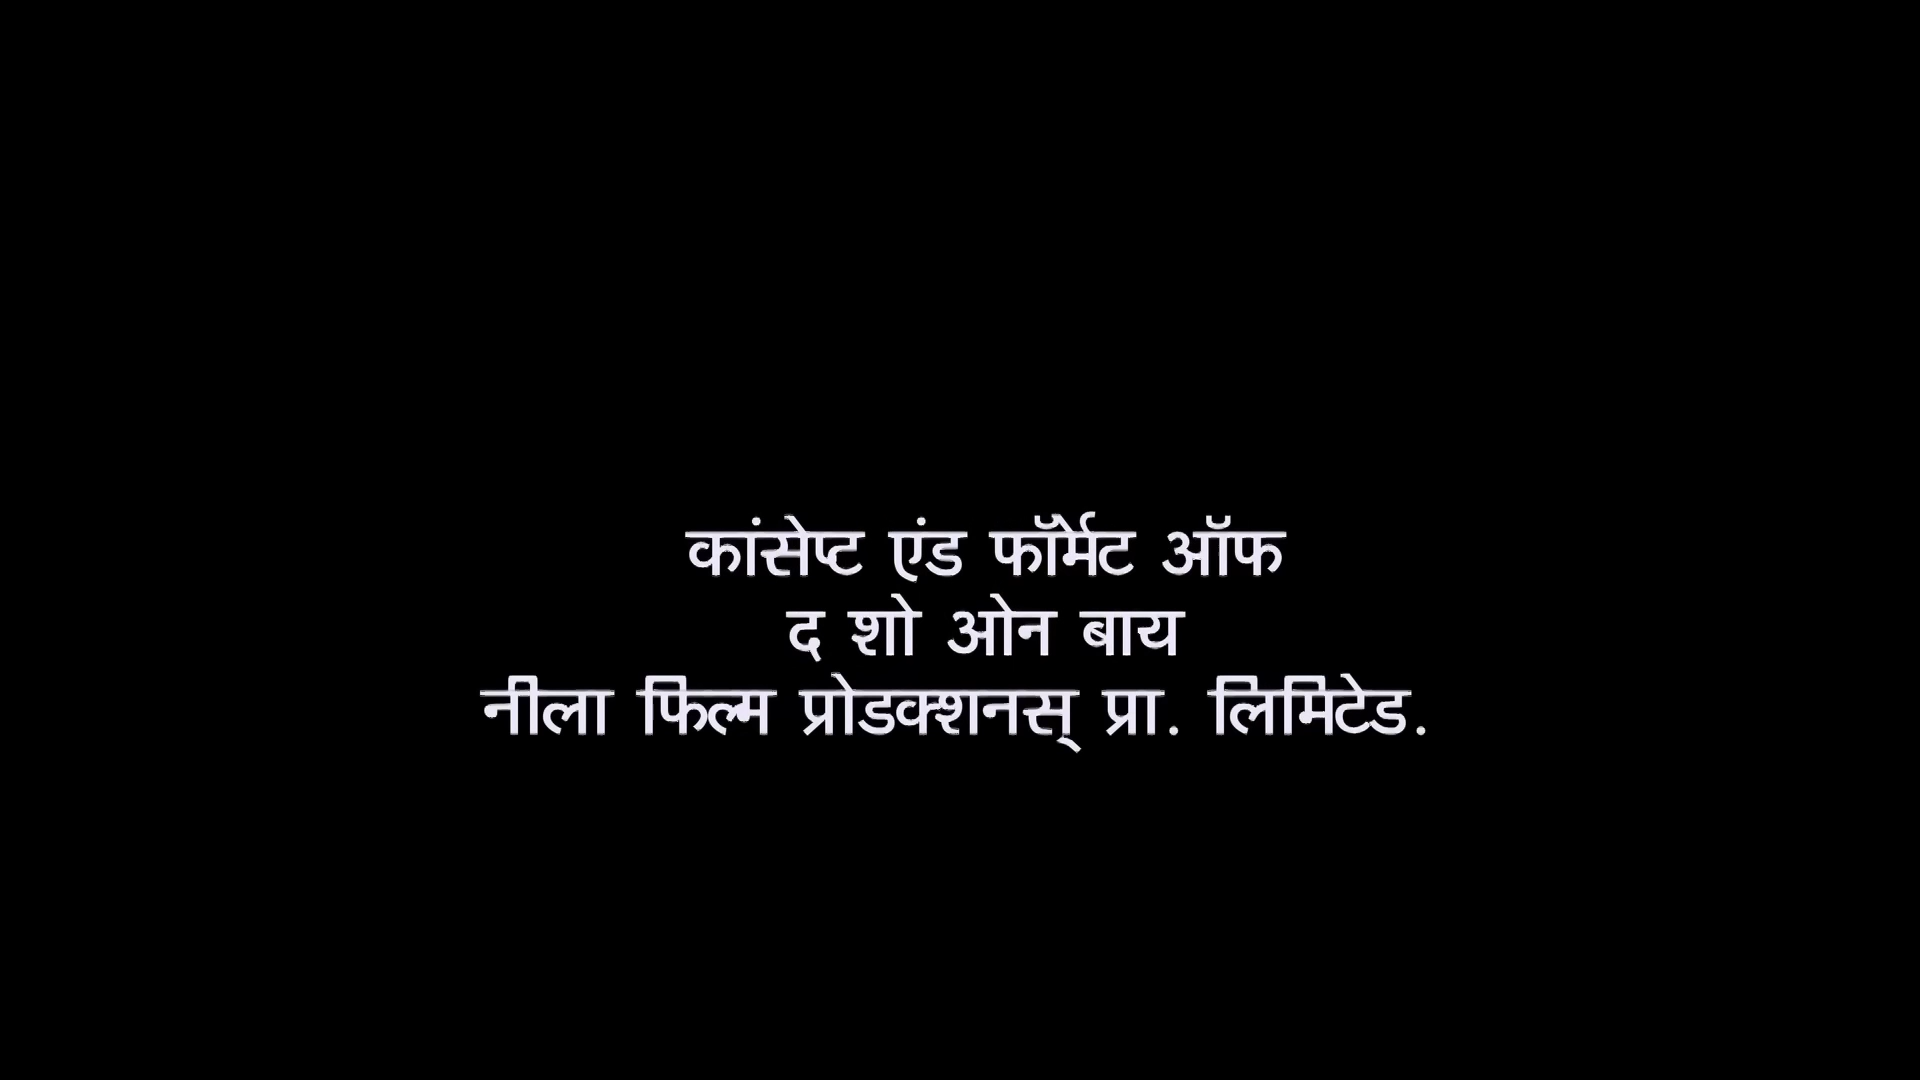 कांसेप्ट एंड फॉर्मेट ऑफ
द शो ओन बाय
नीला फिल्म प्रोडक्शनस् प्रा. लिमिटेड.